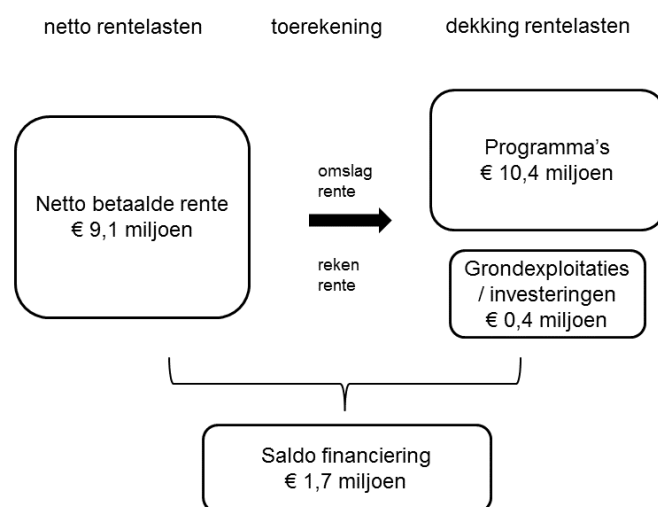 netto rentelasten
toerekening
dekking rentelasten
Netto betaalde rente
€ 9,1 miljoen
omslag
rente
reken
rente
Programma's
€ 10,4 miljoen
Grondexploitaties
/ investeringen
€ 0,4 miljoen
Saldo financiering
€ 1,7 miljoen